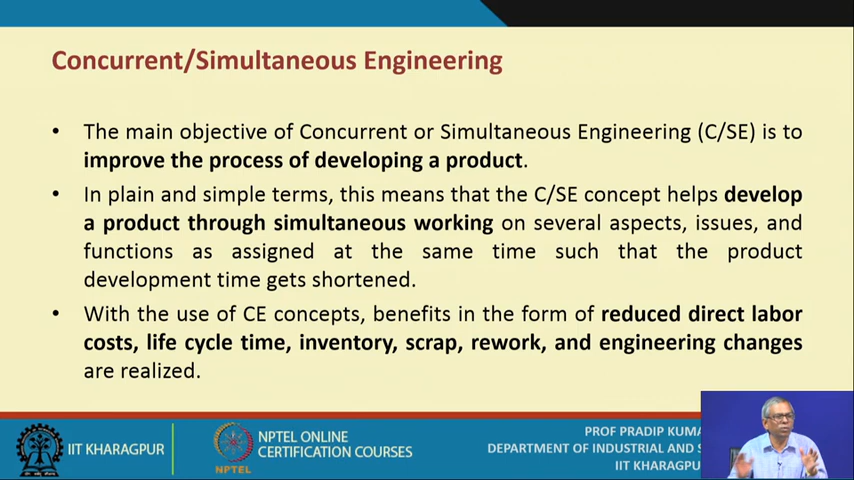 Concurrent/Simultaneous Engineering
• The main objective of Concurrent or Simultaneous Engineering (C/SE) is to
improve the process of developing a product.
• In plain and simple terms, this means that the C/SE concept helps develop
a product through simultaneous working on several aspects, issues, and
functions as assigned at the same time such that the product
development time gets shortened.
• With the use of CE concepts, benefits in the form of reduced direct labor
costs, life cycle time, inventory, scrap, rework, and engineering changes
are realized.
IIT KHARAGPUR
NPTEL
NPTEL ONLINE
CERTIFICATION COURSES
PROF PRADIP KUMA
DEPARTMENT OF INDUSTRIAL AND S
IIT KHARAGPU